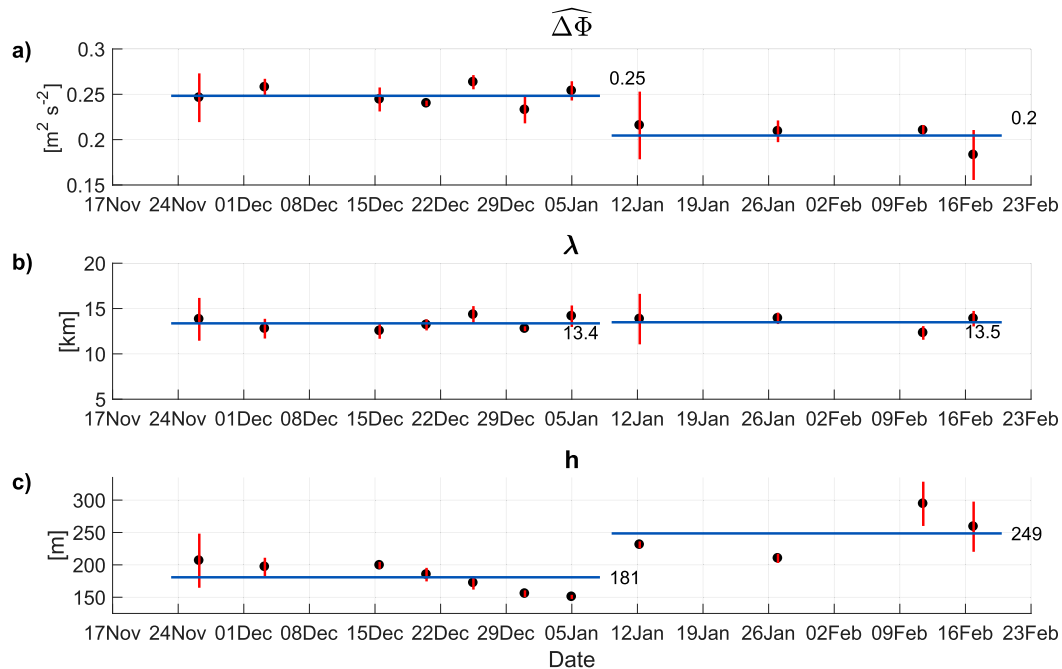 ΔΦ
a)
0.3
0.25
0.2
0.15
[m² s⁻²]
0.25
0.2
17Nov 24Nov 01Dec 08Dec 15Dec 22Dec 29Dec 05Jan 12Jan 19Jan 26Jan 02Feb 09Feb 16Feb 23Feb
λ
b)
20
15
10
5
[km]
13.4
13.5
17Nov 24Nov 01Dec 08Dec 15Dec 22Dec 29Dec 05Jan 12Jan 19Jan 26Jan 02Feb 09Feb 16Feb 23Feb
h
c)
300
250
200
150
[m]
181
249
17Nov 24Nov 01Dec 08Dec 15Dec 22Dec 29Dec 05Jan 12Jan 19Jan 26Jan 02Feb 09Feb 16Feb 23Feb
Date